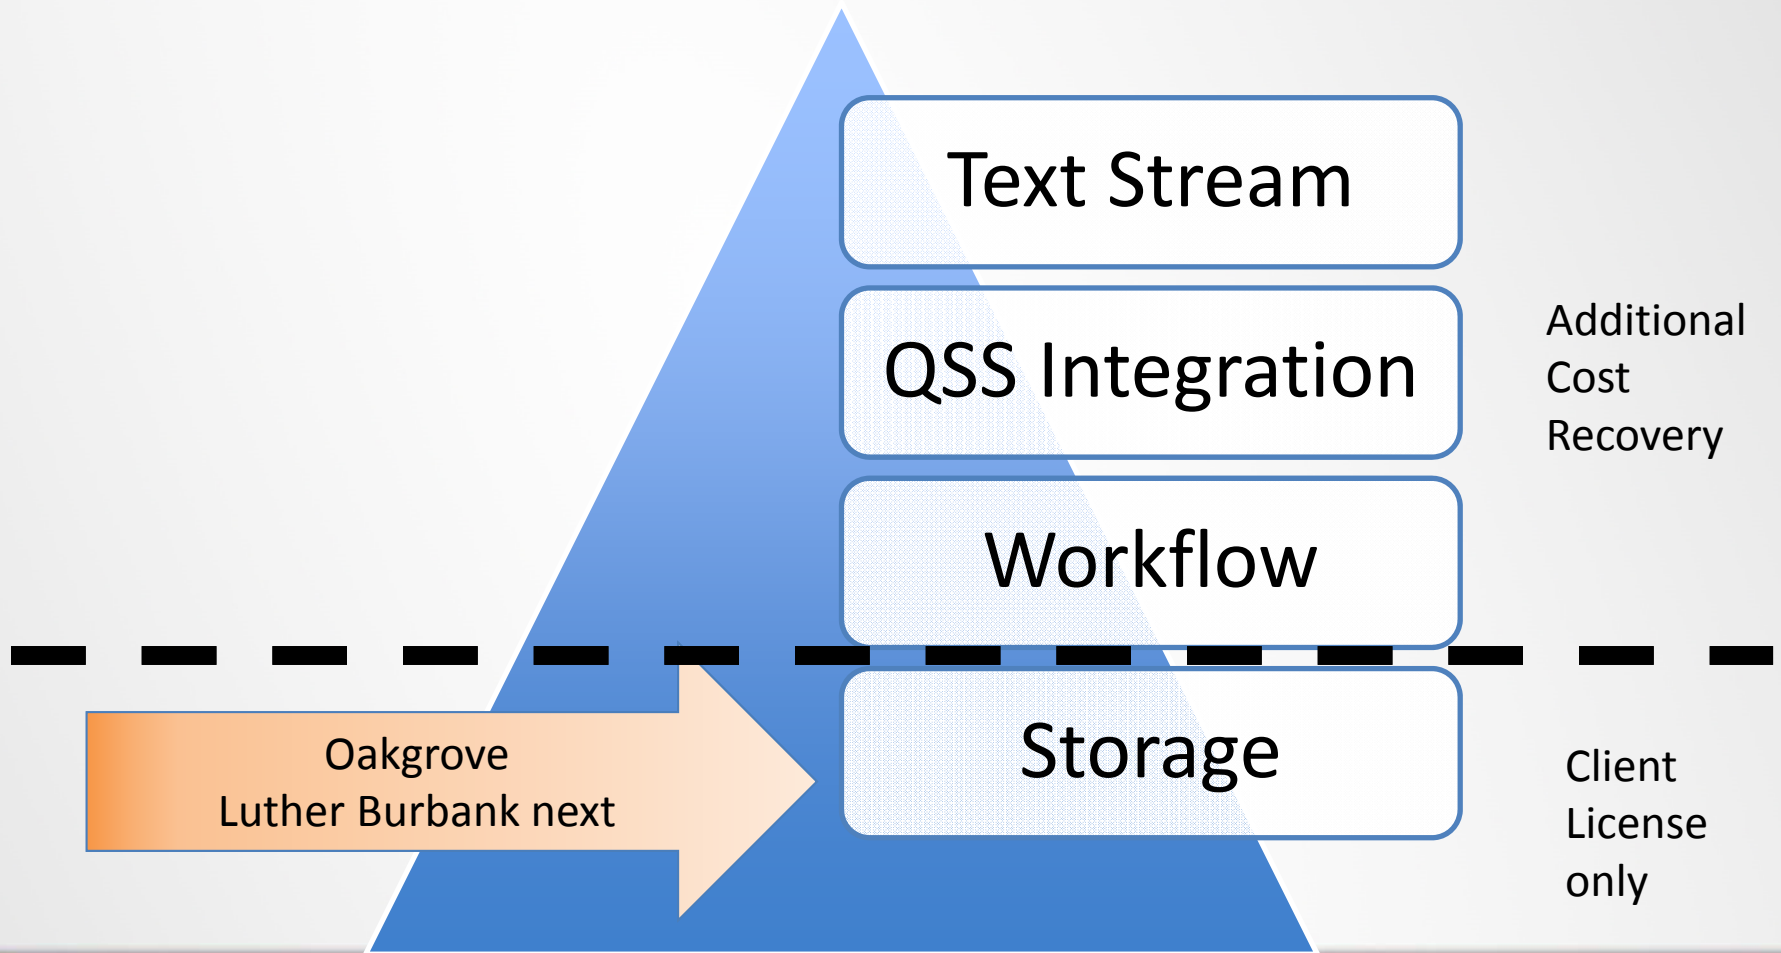 Text Stream
QSS Integration
Additional
Cost
Recovery
Workflow
Storage
Oakgrove
Luther Burbank next
Client
License
only